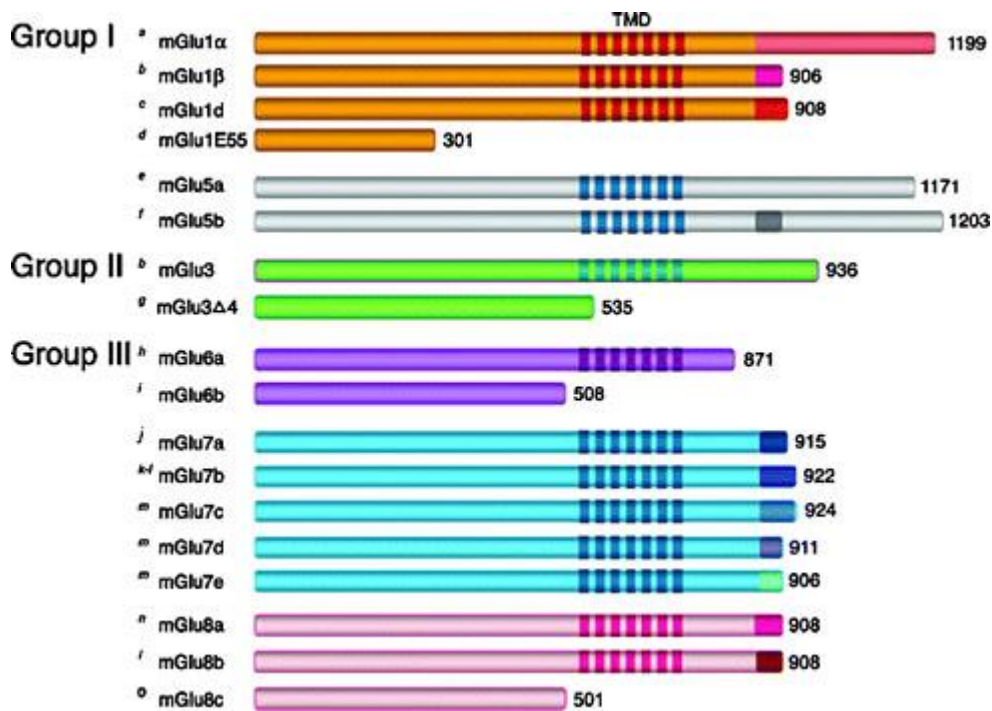 TMD
Group I a mGlu1α 1199
b mGlu1β 906
c mGlu1d 908
d mGlu1E55 301
e mGlu5a 1171
f mGlu5b 1203
Group II b mGlu3 936
g mGlu3Δ4 535
Group III h mGlu6a 871
i mGlu6b 508
j mGlu7a 915
k-l mGlu7b 922
m mGlu7c 924
m mGlu7d 911
m mGlu7e 906
n mGlu8a 908
l mGlu8b 908
o mGlu8c 501